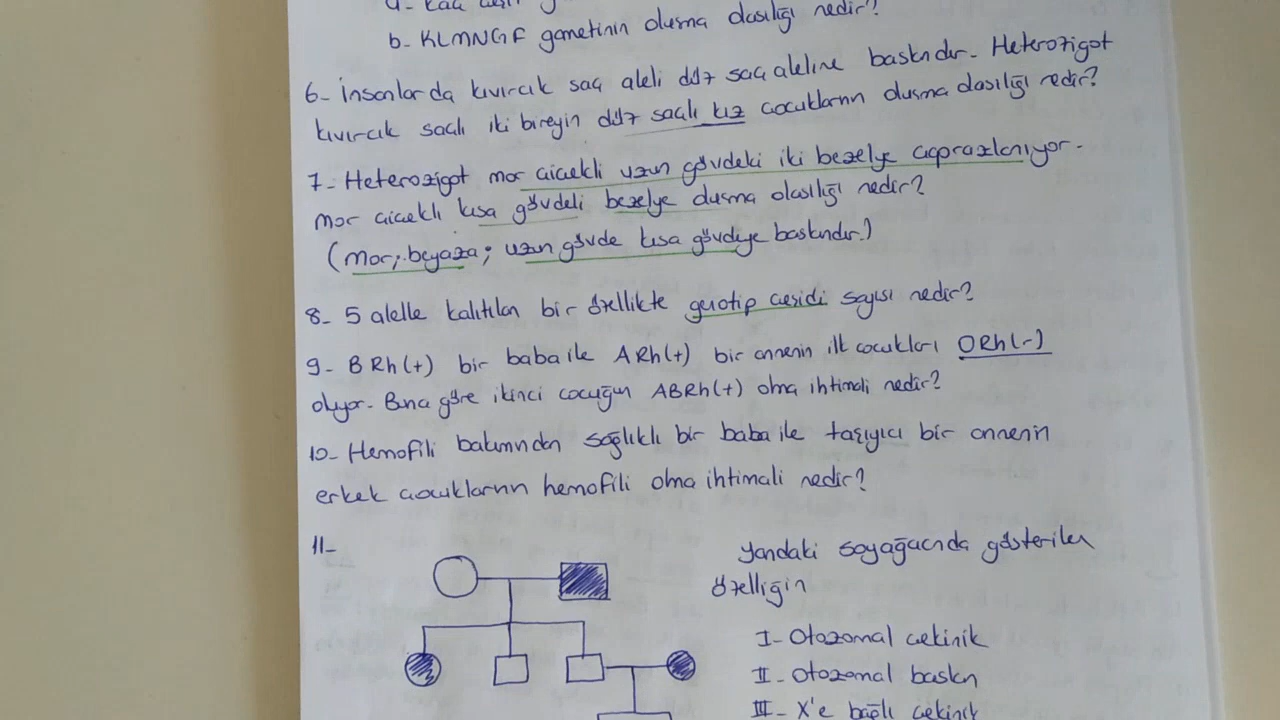 b- KLMNGF gametinin oluşma olasılığı nedir?
6- İnsanlarda kıvırcık saç aleli düz saç aleline baskındır. Heterozigot
kıvırcık saçlı iki bireyin düz saçlı kız çocuklarının oluşma olasılığı nedir?
7- Heterozigot mor çiçekli uzun gövdeki iki bezelye çaprazlanıyor.
mor çiçekli kısa gövdeli bezelye oluşma olasılığı nedir?
(mor; beyaza; uzun gövde kısa gövdeye baskındır.)
8- 5 alelle kalıtılan bir özellikte genotip çeşidi sayısı nedir?
9- BRh(+) bir baba ile ARh(+) bir annenin ilk çocukları ORh(-)
oluyor. Buna göre ikinci çocuğun ABRh(+) olma ihtimali nedir?
10- Hemofili bakımından sağlıklı bir baba ile taşıyıcı bir annenin
erkek çocuklarının hemofili olma ihtimali nedir?
11-
Yandaki soyağacında gösterilen
özelliğin
I- Otozomal çekinik
II- Otozomal baskın
III- X'e bağlı çekinik